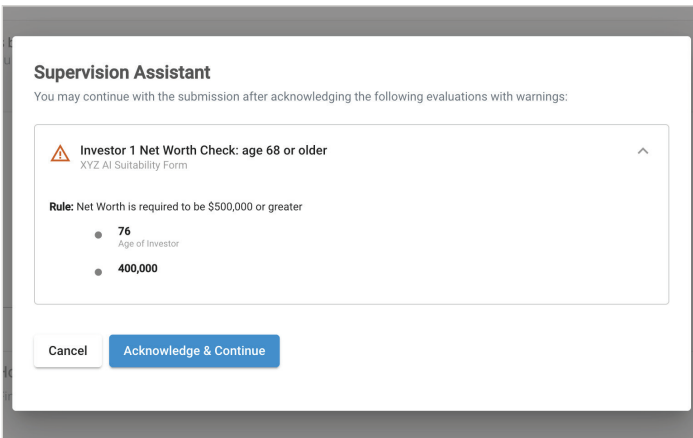 Supervision Assistant
You may continue with the submission after acknowledging the following evaluations with warnings:
Investor 1 Net Worth Check: age 68 or older
XYZ AI Suitability Form
Rule: Net Worth is required to be $500,000 or greater
76
Age of Investor
400,000
Cancel
Acknowledge & Continue